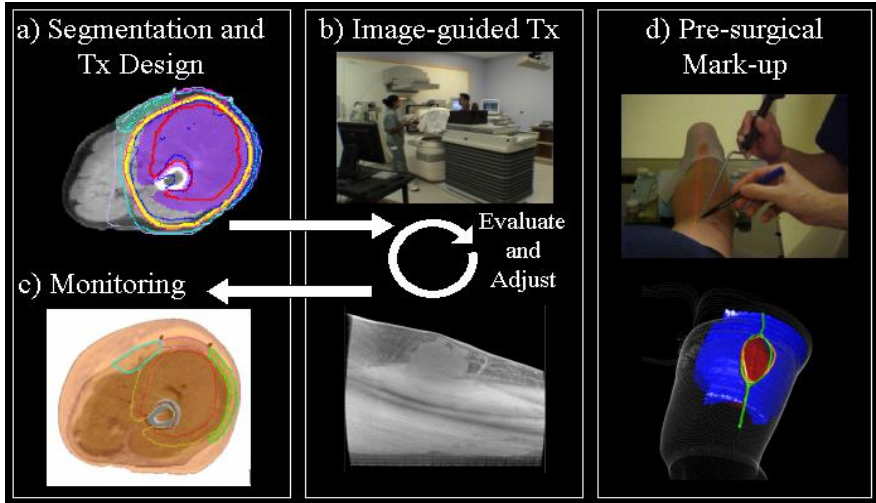 a) Segmentation and
Tx Design
b) Image-guided Tx
d) Pre-surgical
Mark-up
Evaluate
and
Adjust
c) Monitoring